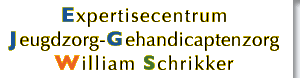 Expertisecentrum
Jeugdzorg-Gehandicaptenzorg
William Schrikker